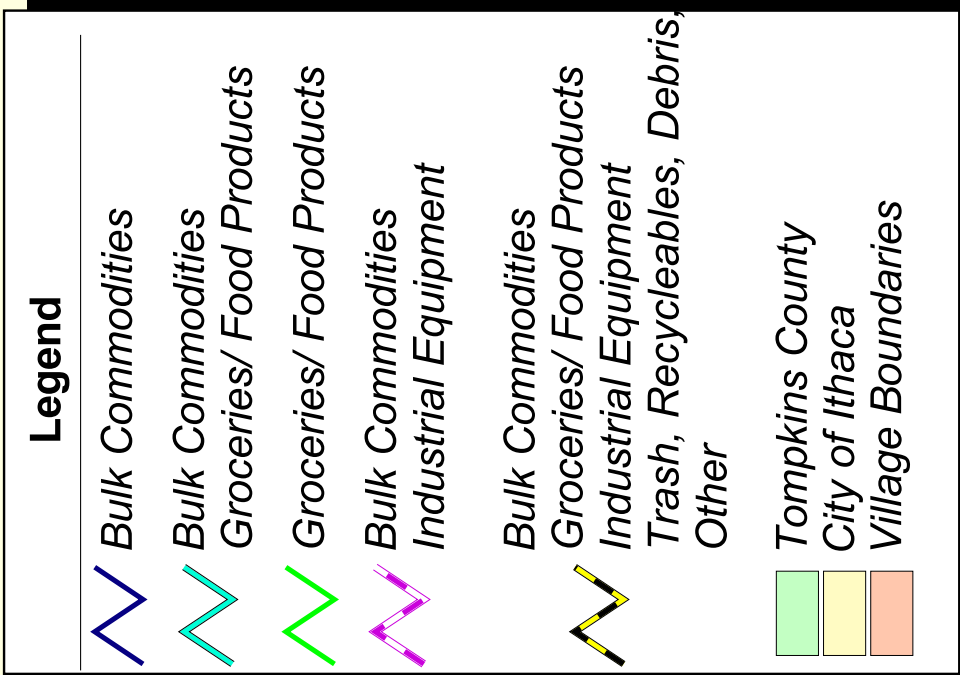 Legend
Bulk Commodities
Bulk Commodities
Groceries/ Food Products
Groceries/ Food Products
Bulk Commodities
Industrial Equipment
Bulk Commodities
Groceries/ Food Products
Industrial Equipment
Trash, Recycleables, Debris,
Other
Tompkins County
City of Ithaca
Village Boundaries